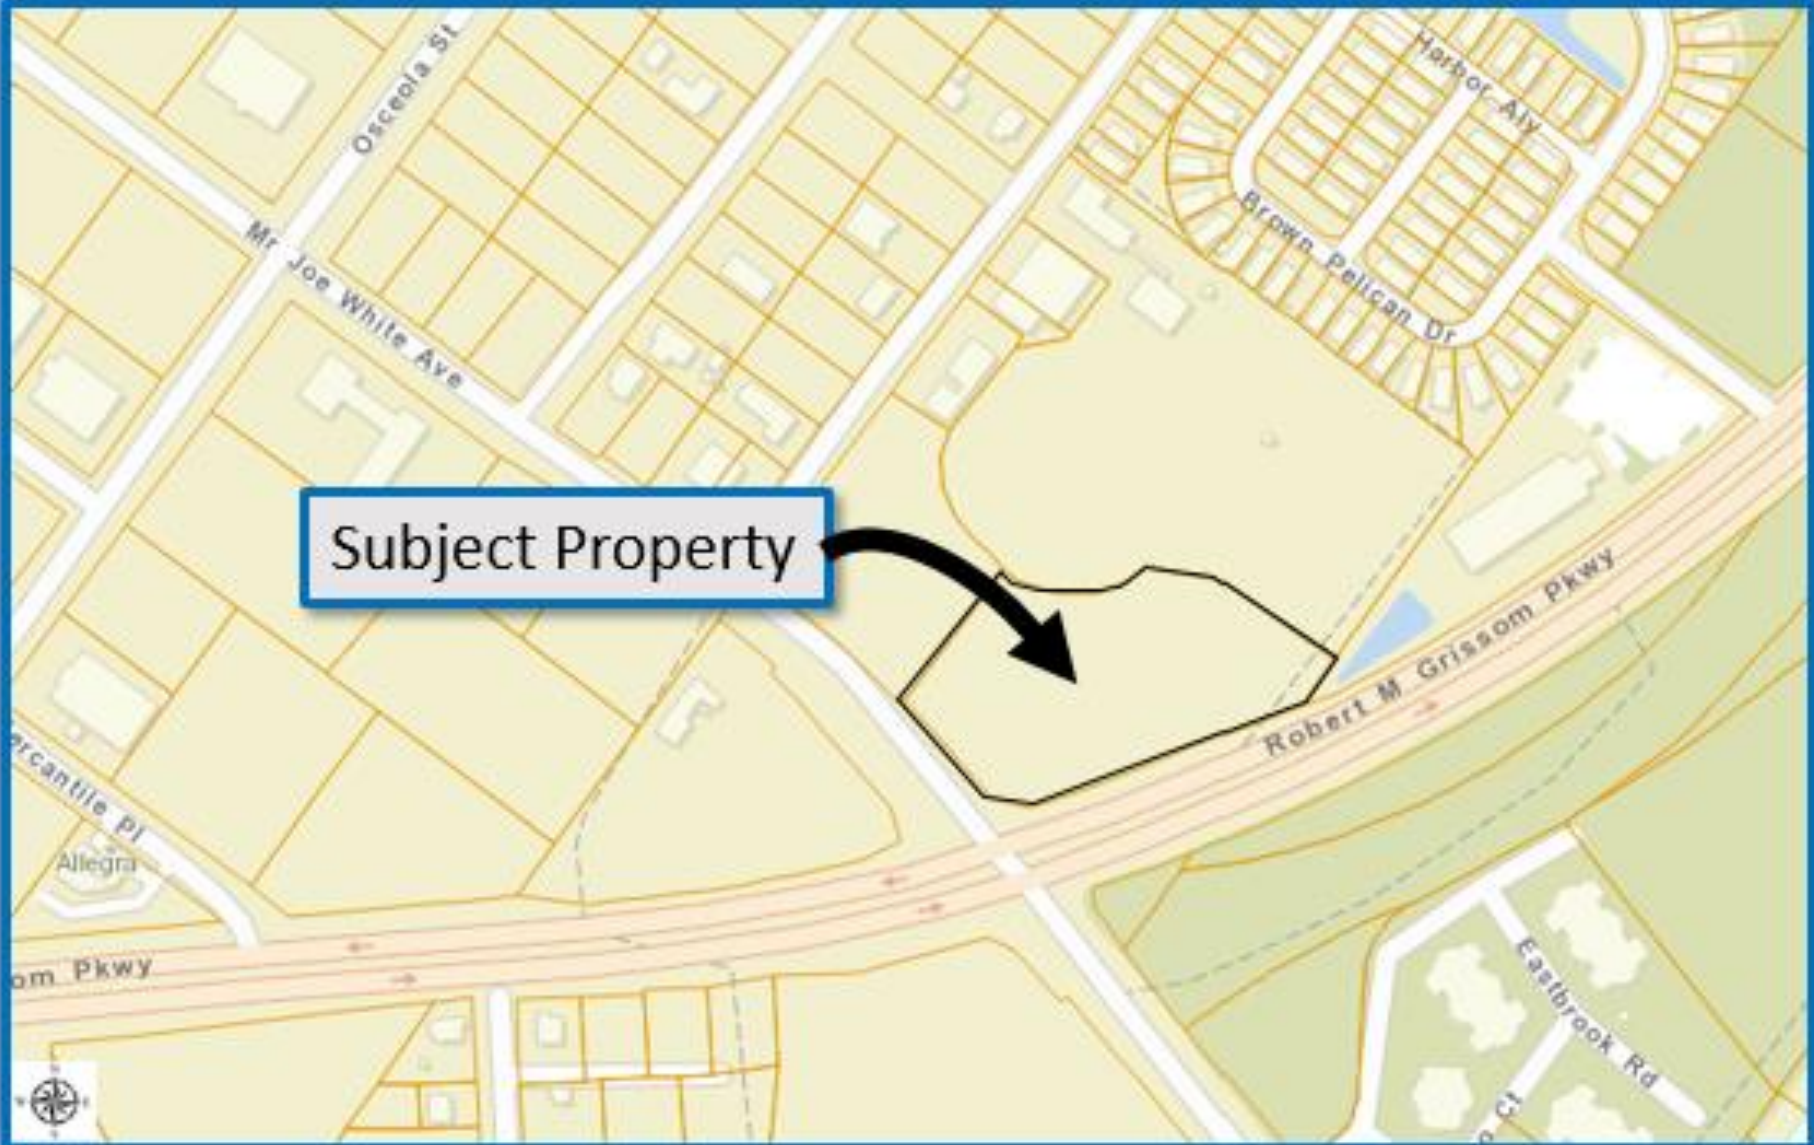 Osceola St
Harbor Aly
Mr Joe White Ave
Brown Pelican Dr
Subject Property
Robert M Grissom Pkwy
ercantile Pl
Allegra
om Pkwy
Eastbrook Rd
Ct